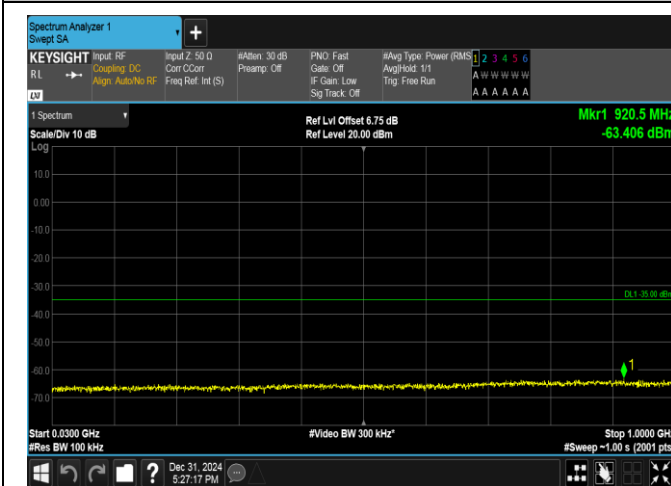 Spectrum Analyzer 1
Swept SA
+
KEYSIGHT Input: RF Input Z: 50 Ω #Atten: 30 dB PNO: Fast #Avg Type: Power (RMS 1 2 3 4 5 6
RL Coupling: DC Corr CCorr Preamp: Off Gate: Off Avg|Hold: 1/1 A W W W W W
Align: Auto/No RF Freq Ref: Int (S) IF Gain: Low Trig: Free Run
LXI Sig Track: Off A A A A A A
1 Spectrum
Scale/Div 10 dB
Ref Lvl Offset 6.75 dB
Ref Level 20.00 dBm
Mkr1 920.5 MHz
-63.406 dBm
Log
10.0
0.00
-10.0
-20.0
-30.0
DL1 -35.00 dBm
-40.0
-50.0
-60.0
1
-70.0
Start 0.0300 GHz #Video BW 300 kHz* Stop 1.0000 GH
#Res BW 100 kHz #Sweep ~1.00 s (2001 pts
? Dec 31, 2024
5:27:17 PM